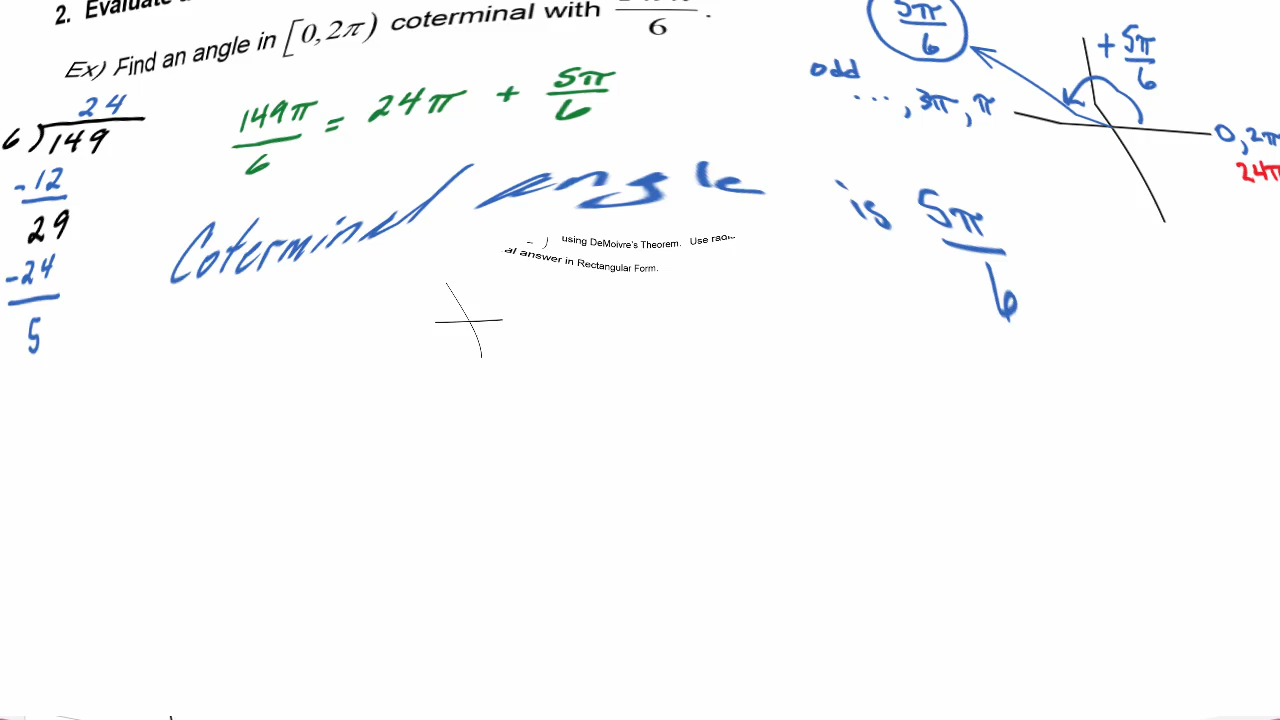 2. Evaluate
Ex) Find an angle in [0, 2π) coterminal with
6 .
24
6)149
-12
29
-24
5
149π/6 = 24π + 5π/6
Coterminal angle is 5π/6
5π/6
+ 5π/6
odd
..., 3π, π
0, 2π
24π
) using DeMoivre's Theorem. Use
answer in Rectangular Form.